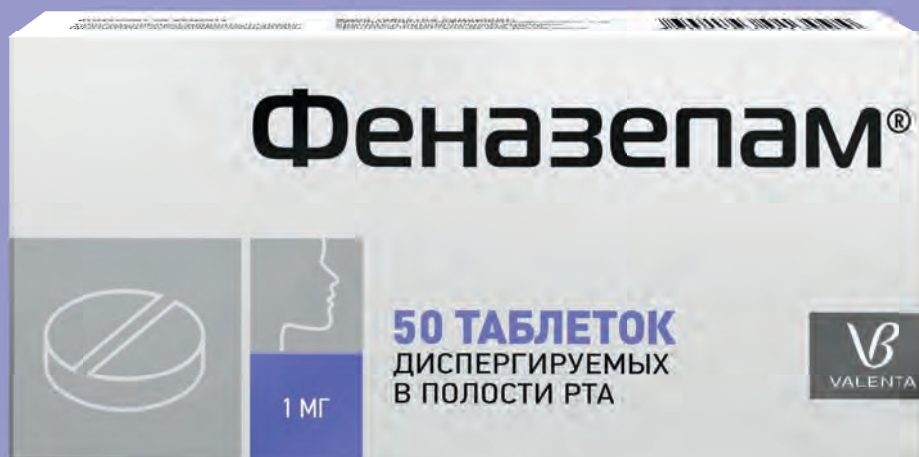 Феназепам®
50 ТАБЛЕТОК
ДИСПЕРГИРУЕМЫХ
В ПОЛОСТИ РТА
1 МГ
VALENTA